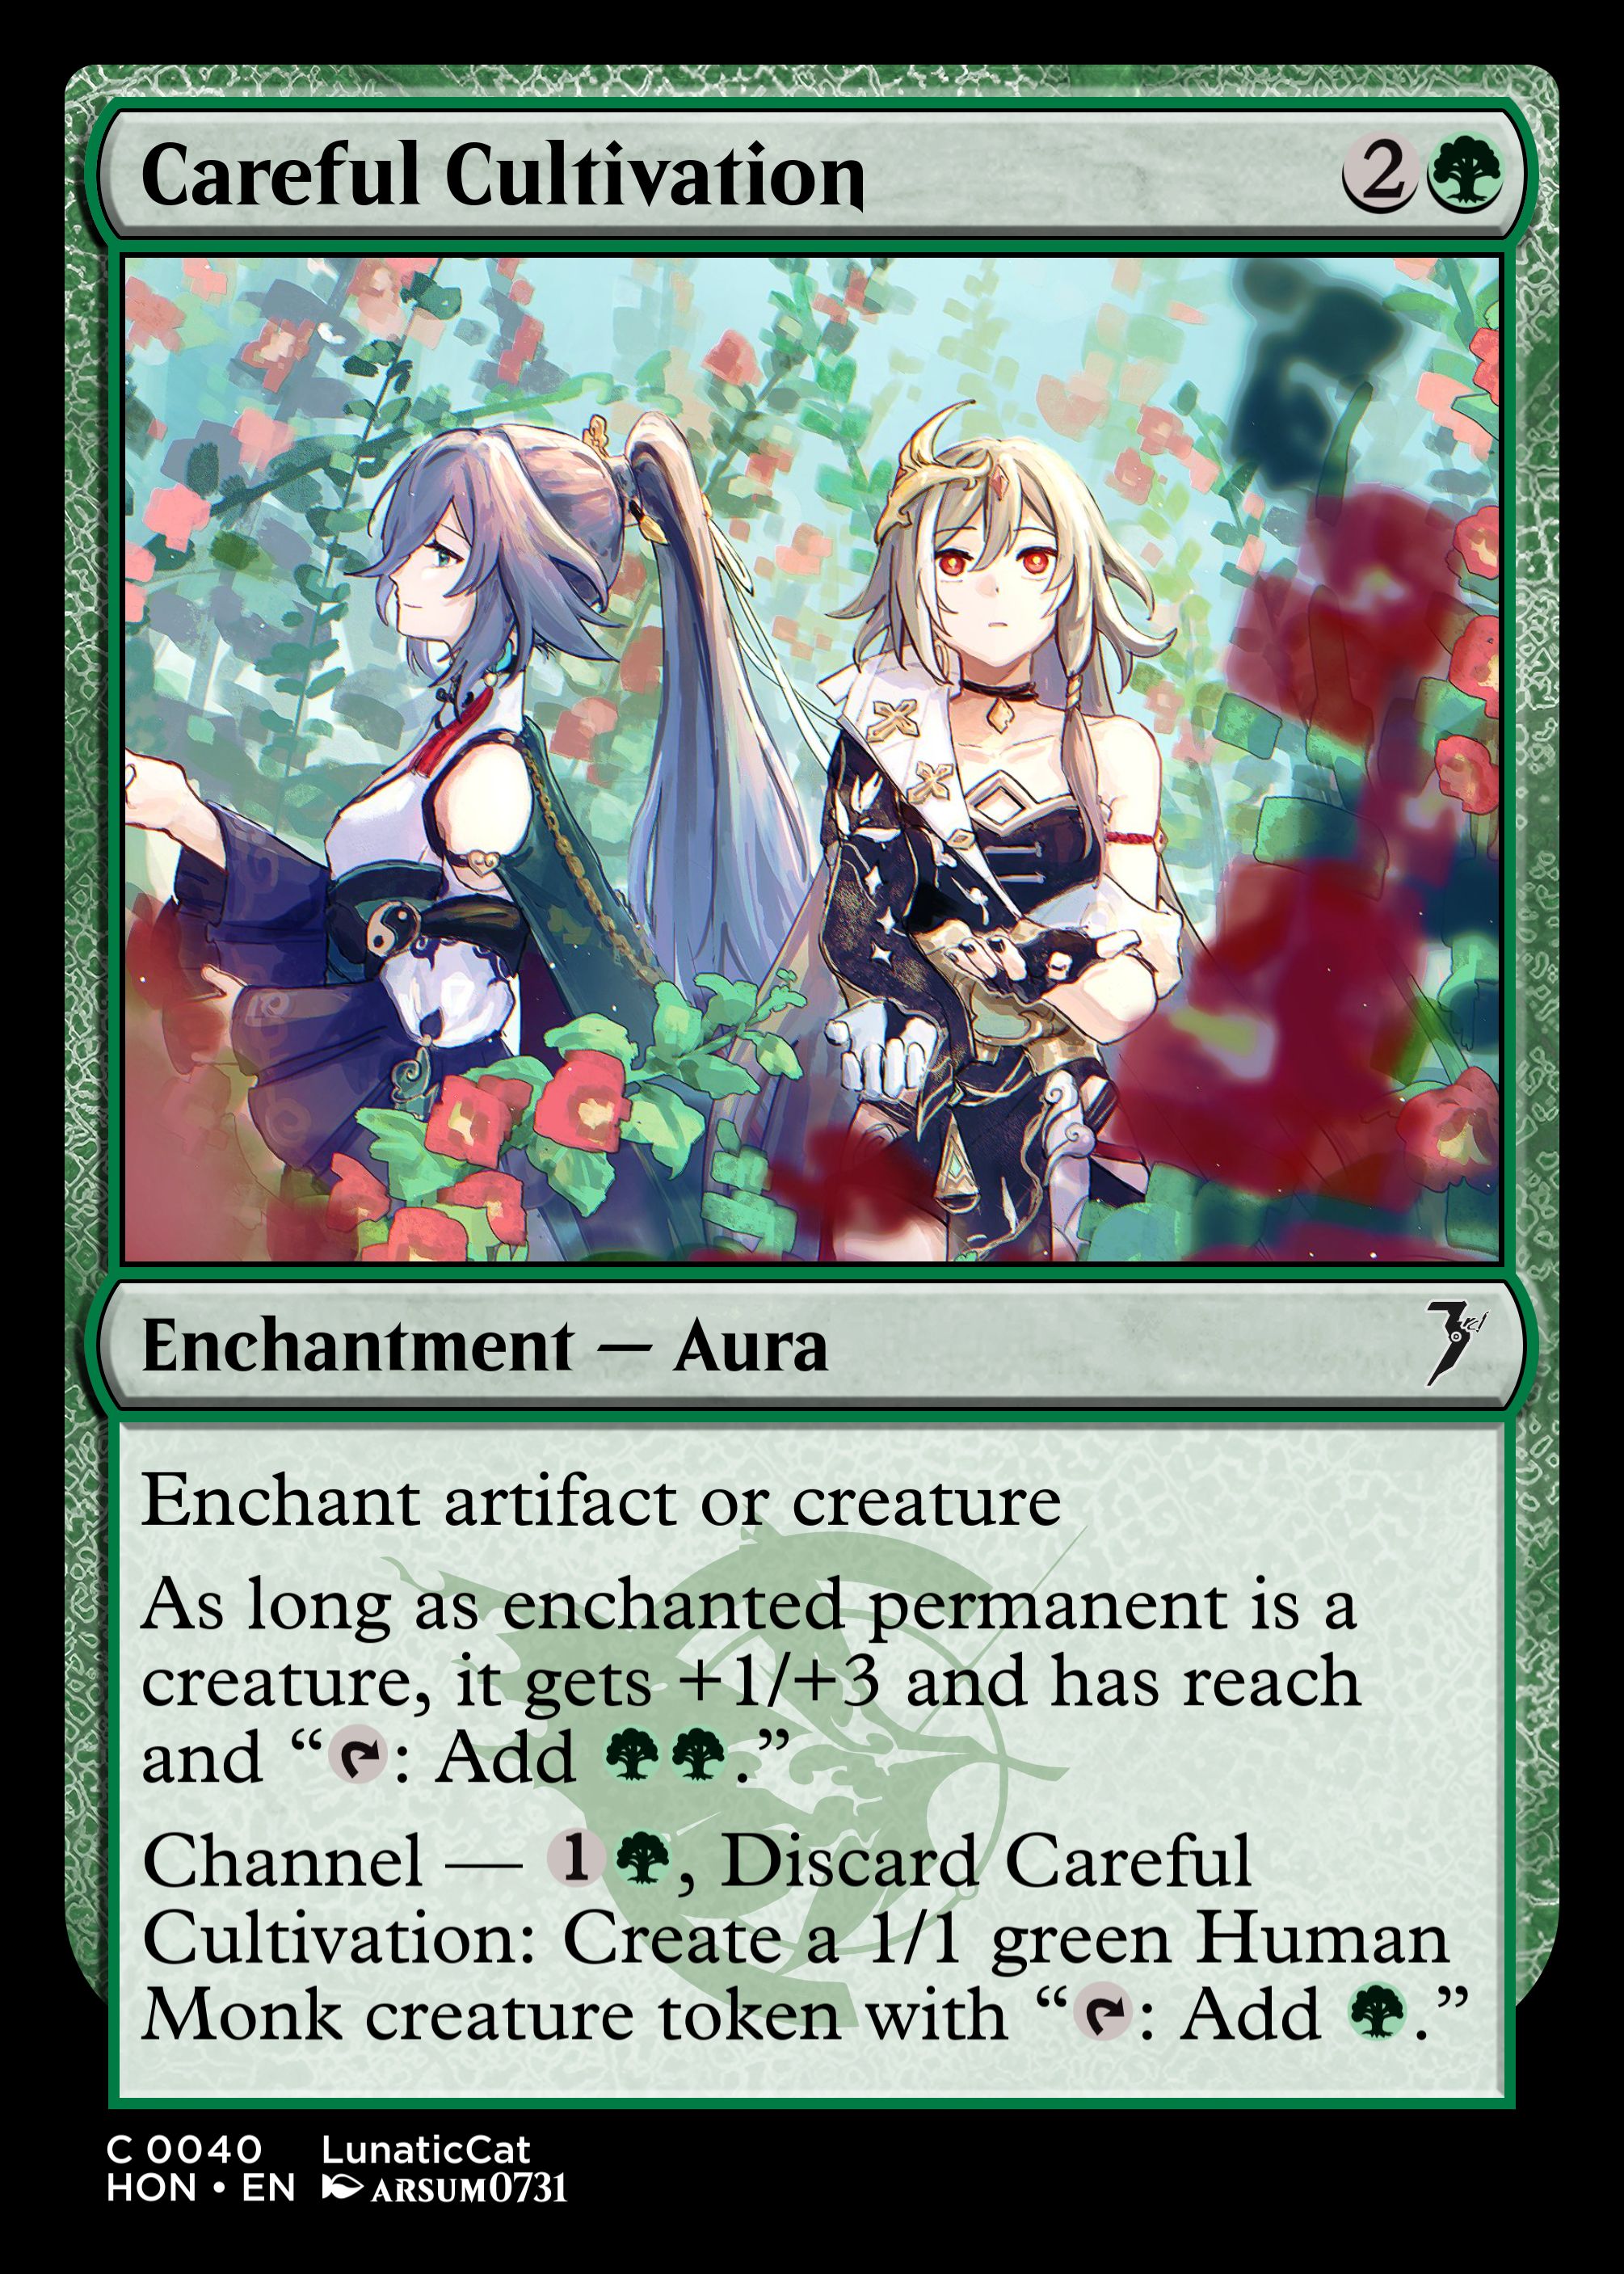 Careful Cultivation 2
Enchantment — Aura
3rd
Enchant artifact or creature
As long as enchanted permanent is a
creature, it gets +1/+3 and has reach
and “: Add .”
Channel — 1, Discard Careful
Cultivation: Create a 1/1 green Human
Monk creature token with “: Add .”
C 0040 LunaticCat
HON • EN ARSUM0731